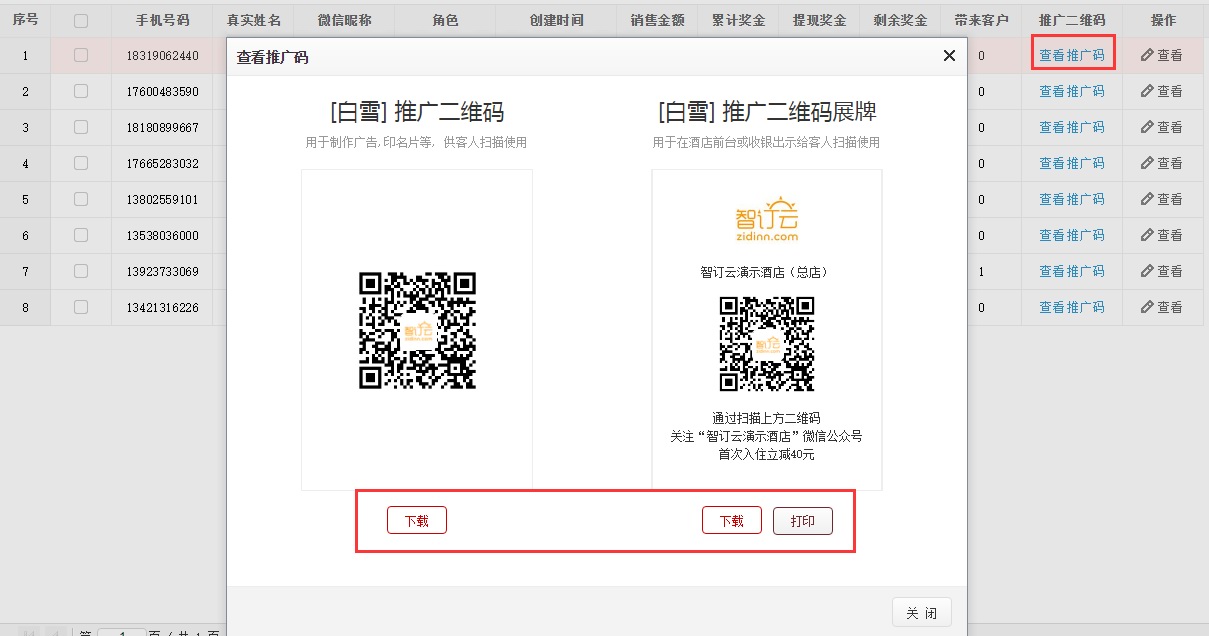 序号 手机号码 真实姓名 微信昵称 角色 创建时间 销售金额 累计奖金 提现奖金 剩余奖金 带来客户 推广二维码 操作
1 18319062440 0 查看推广码 查看
2 17600483590 0 查看推广码 查看
3 18180899667 0 查看推广码 查看
4 17665283032 0 查看推广码 查看
5 13802559101 0 查看推广码 查看
6 13538036000 0 查看推广码 查看
7 13923733069 1 查看推广码 查看
8 13421316226 0 查看推广码 查看
查看推广码
[白雪] 推广二维码
用于制作广告,印名片等, 供客人扫描使用
智订云
zidinn.com
下载
[白雪] 推广二维码展牌
用于在酒店前台或收银出示给客人扫描使用
智订云
zidinn.com
智订云演示酒店（总店）
智订云
zidinn.com
通过扫描上方二维码
关注“智订云演示酒店”微信公众号
首次入住立减40元
下载 打印
关 闭
第 1 页 / 共 1 页